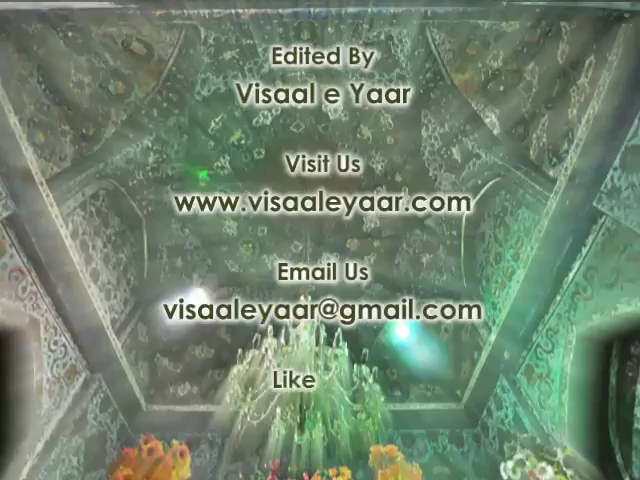 Edited By
Visaal e Yaar
Visit Us
www.visaaleyaar.com
Email Us
visaaleyaar@gmail.com
Like